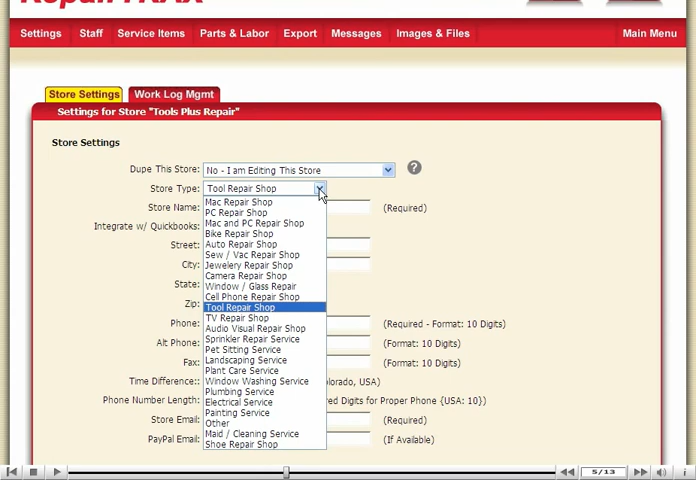 RepairTRAX
Settings Staff Service Items Parts & Labor Export Messages Images & Files Main Menu
Store Settings Work Log Mgmt
Settings for Store "Tools Plus Repair"
Store Settings
Dupe This Store: No - I am Editing This Store ?
Store Type: Tool Repair Shop
Mac Repair Shop
Store Name: (Required)
PC Repair Shop
Mac and PC Repair Shop
Integrate w/ Quickbooks:
Bike Repair Shop
Street:
Auto Repair Shop
Sew / Vac Repair Shop
City:
Jewelery Repair Shop
Camera Repair Shop
State:
Window / Glass Repair
Cell Phone Repair Shop
Zip:
Tool Repair Shop
TV Repair Shop
Phone: (Required - Format: 10 Digits)
Audio Visual Repair Shop
Sprinkler Repair Service
Alt Phone: (Format: 10 Digits)
Pet Sitting Service
Landscaping Service
Fax: (Format: 10 Digits)
Plant Care Service
Window Washing Service
Time Difference:: olorado, USA)
Plumbing Service
Phone Number Length: red Digits for Proper Phone {USA: 10})
Electrical Service
Painting Service
Store Email: (Required)
Other
Maid / Cleaning Service
PayPal Email: (If Available)
Shoe Repair Shop
5/13